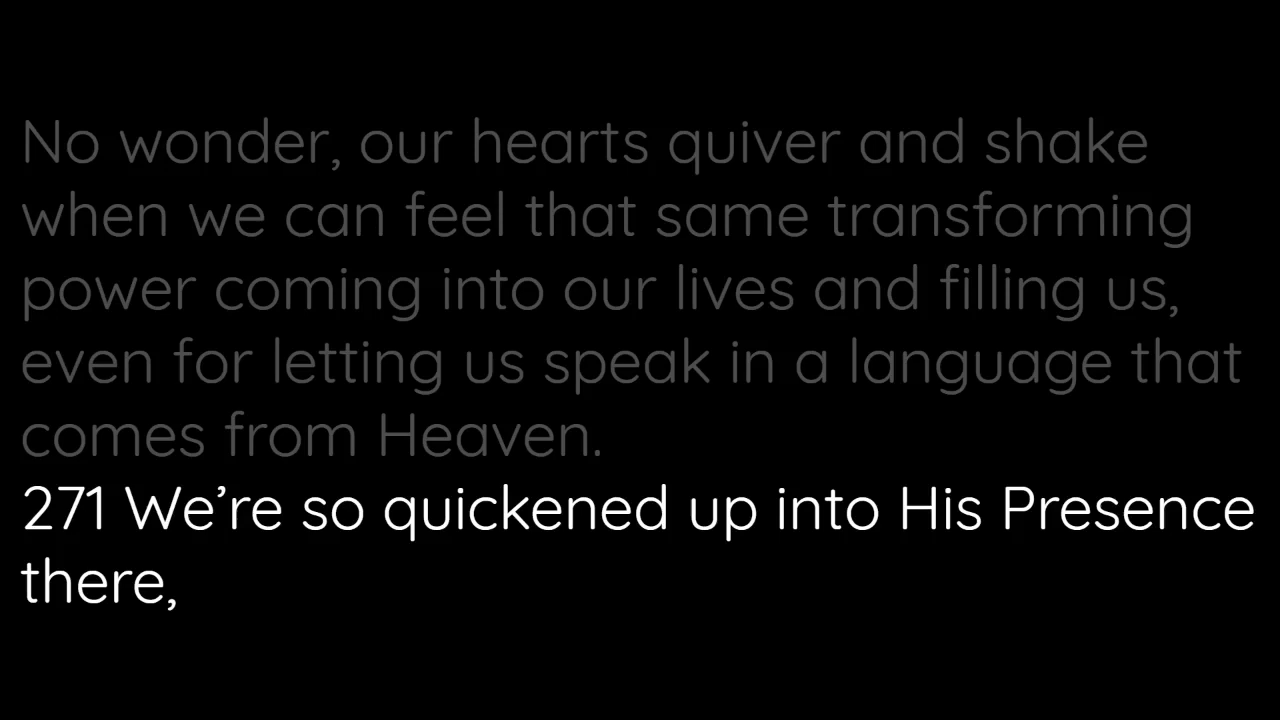 No wonder, our hearts quiver and shake
when we can feel that same transforming
power coming into our lives and filling us,
even for letting us speak in a language that
comes from Heaven.
271 We’re so quickened up into His Presence
there,